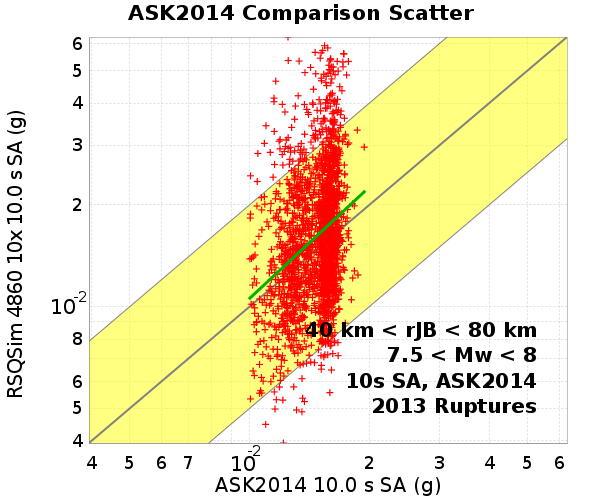 ASK2014 Comparison Scatter
RSQSim 4860 10x 10.0 s SA (g)
6
5
4
3
2
10-2
8
7
6
5
4
40 km < rJB < 80 km
7.5 < Mw < 8
10s SA, ASK2014
2013 Ruptures
4 5 6 7 10-2 2 3 4 5 6
ASK2014 10.0 s SA (g)